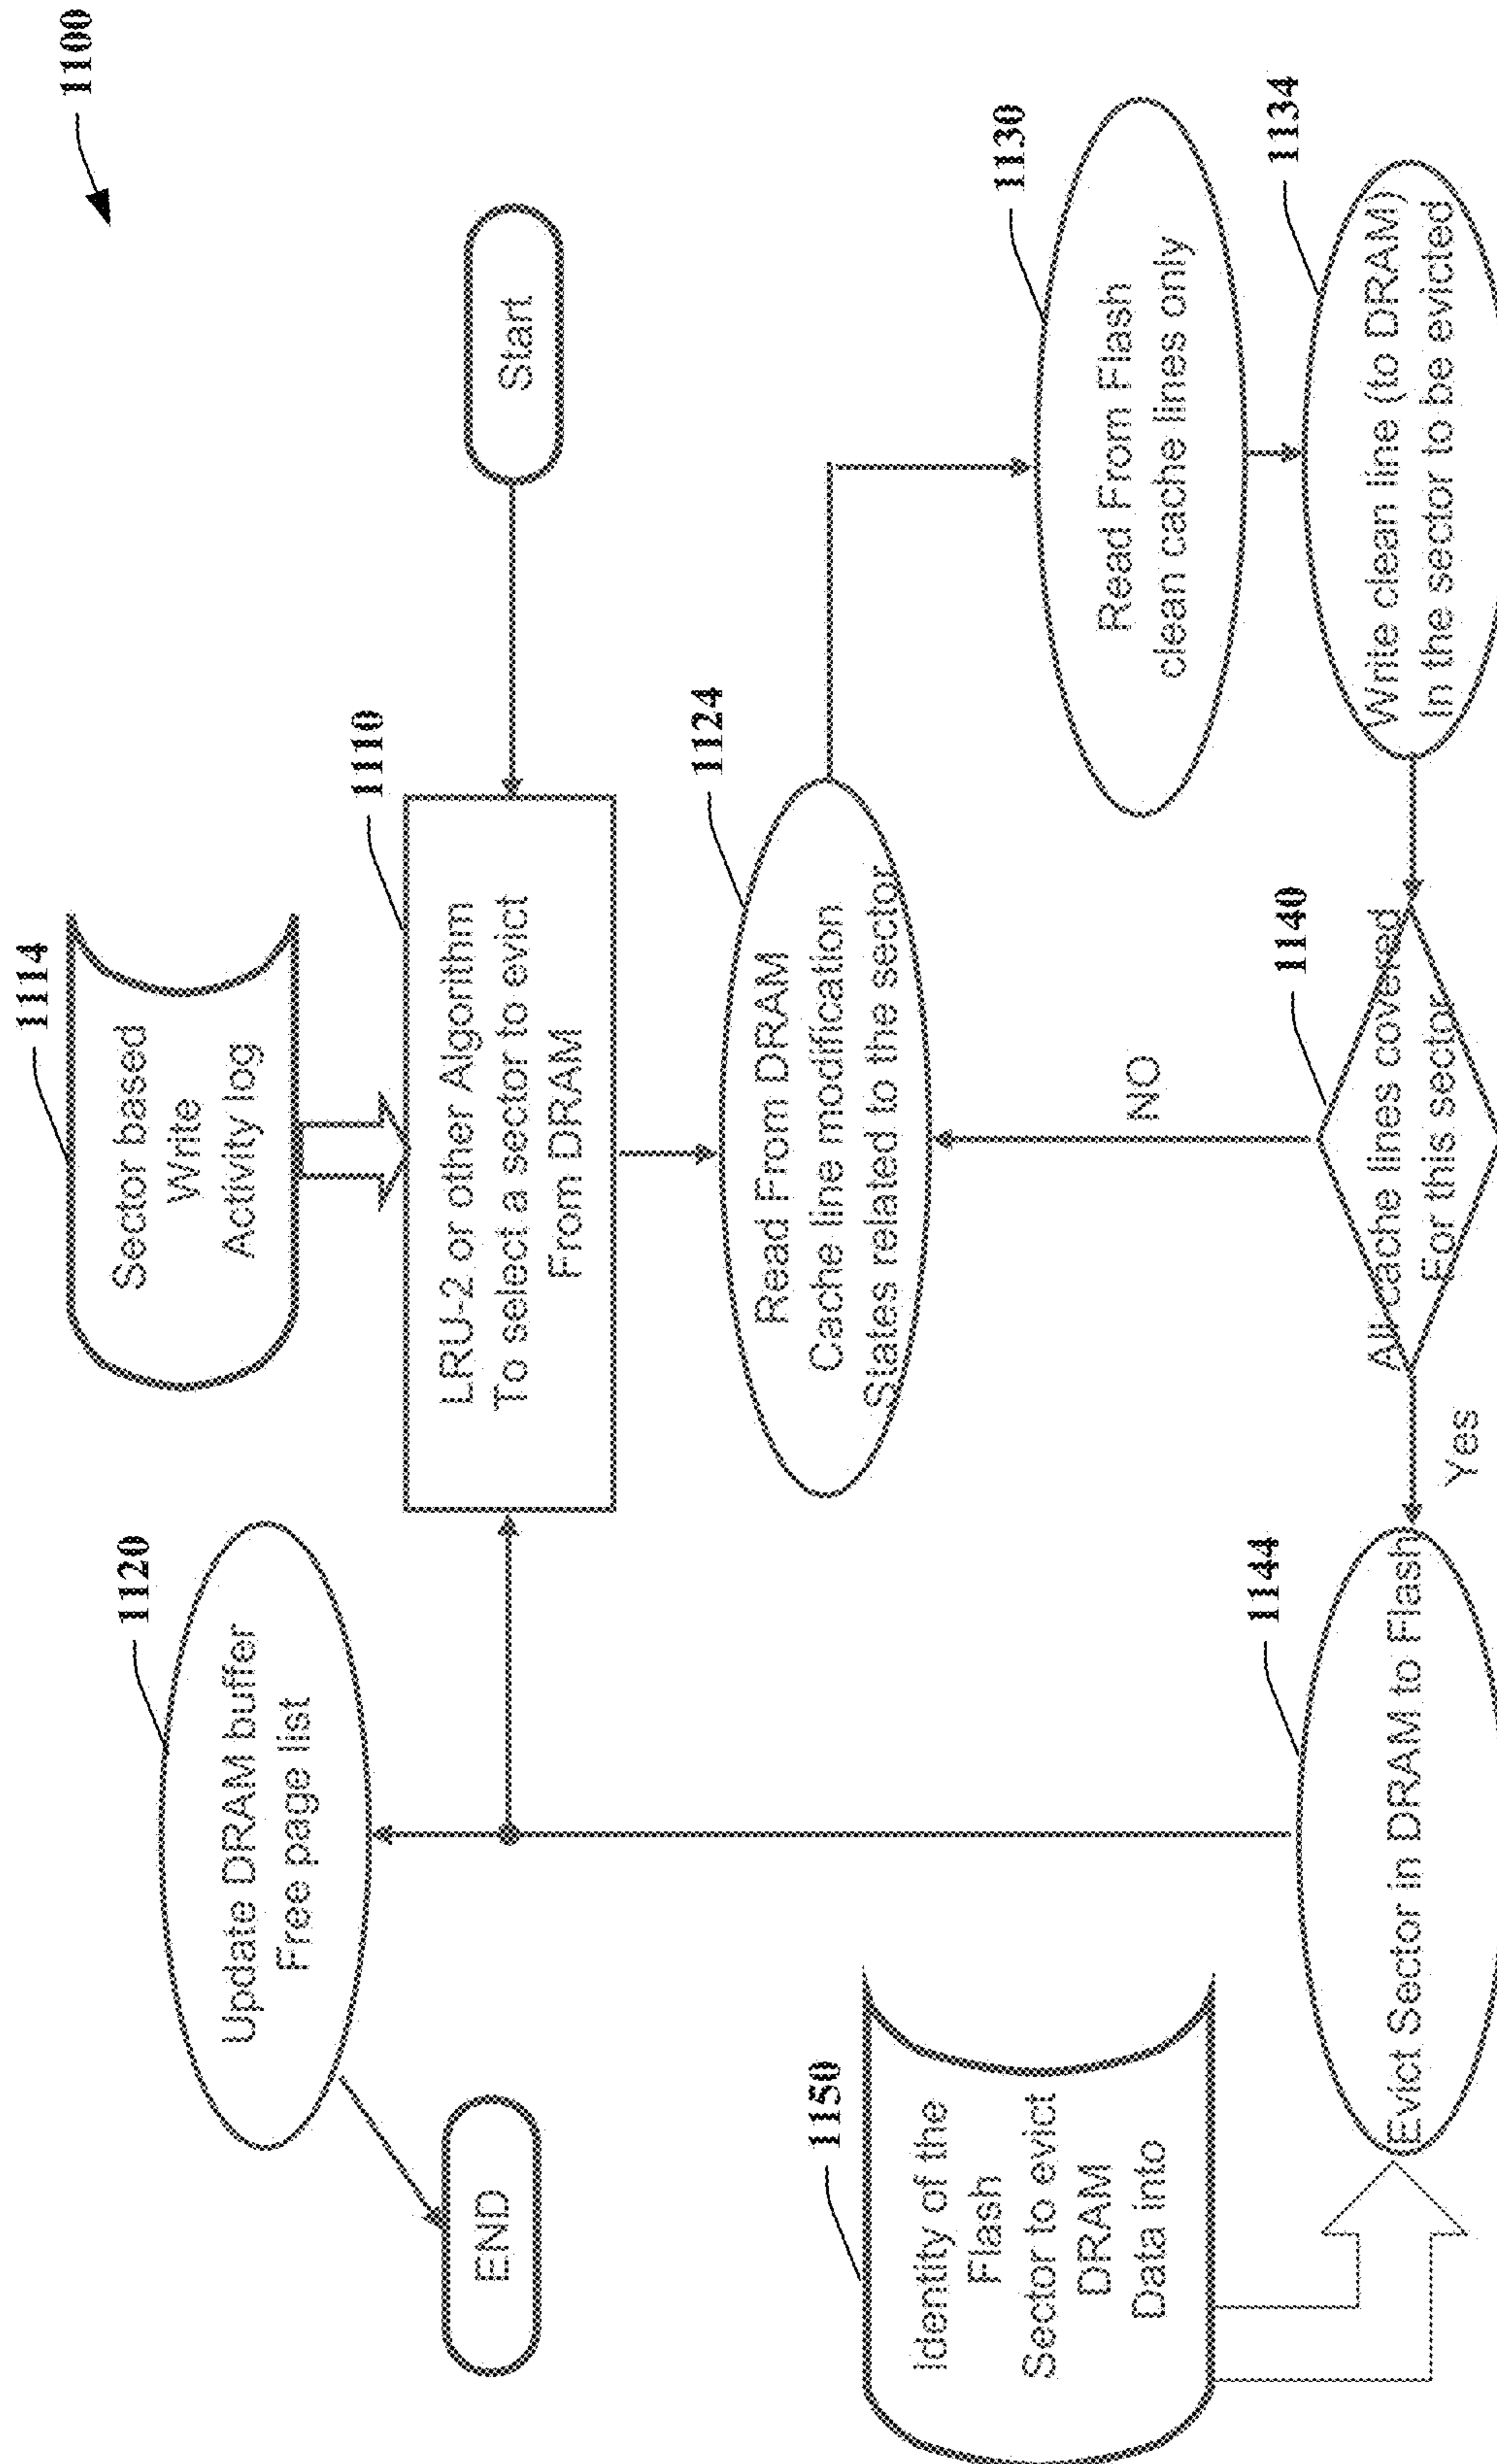 1100
1114
Sector based
Write
Activity log
1120
Update DRAM buffer
Free page list
1110
LRU-2 or other Algorithm
To select a sector to evict
From DRAM
Start
END
1124
Read From DRAM
Cache line modification
States related to the sector
1130
Read From Flash
clean cache lines only
1150
Identity of the
Flash
Sector to evict
DRAM
Data into
NO
1134
Write clean line (to DRAM)
In the sector to be evicted
1140
All cache lines covered
For this sector
Yes
1144
Evict Sector in DRAM to Flash